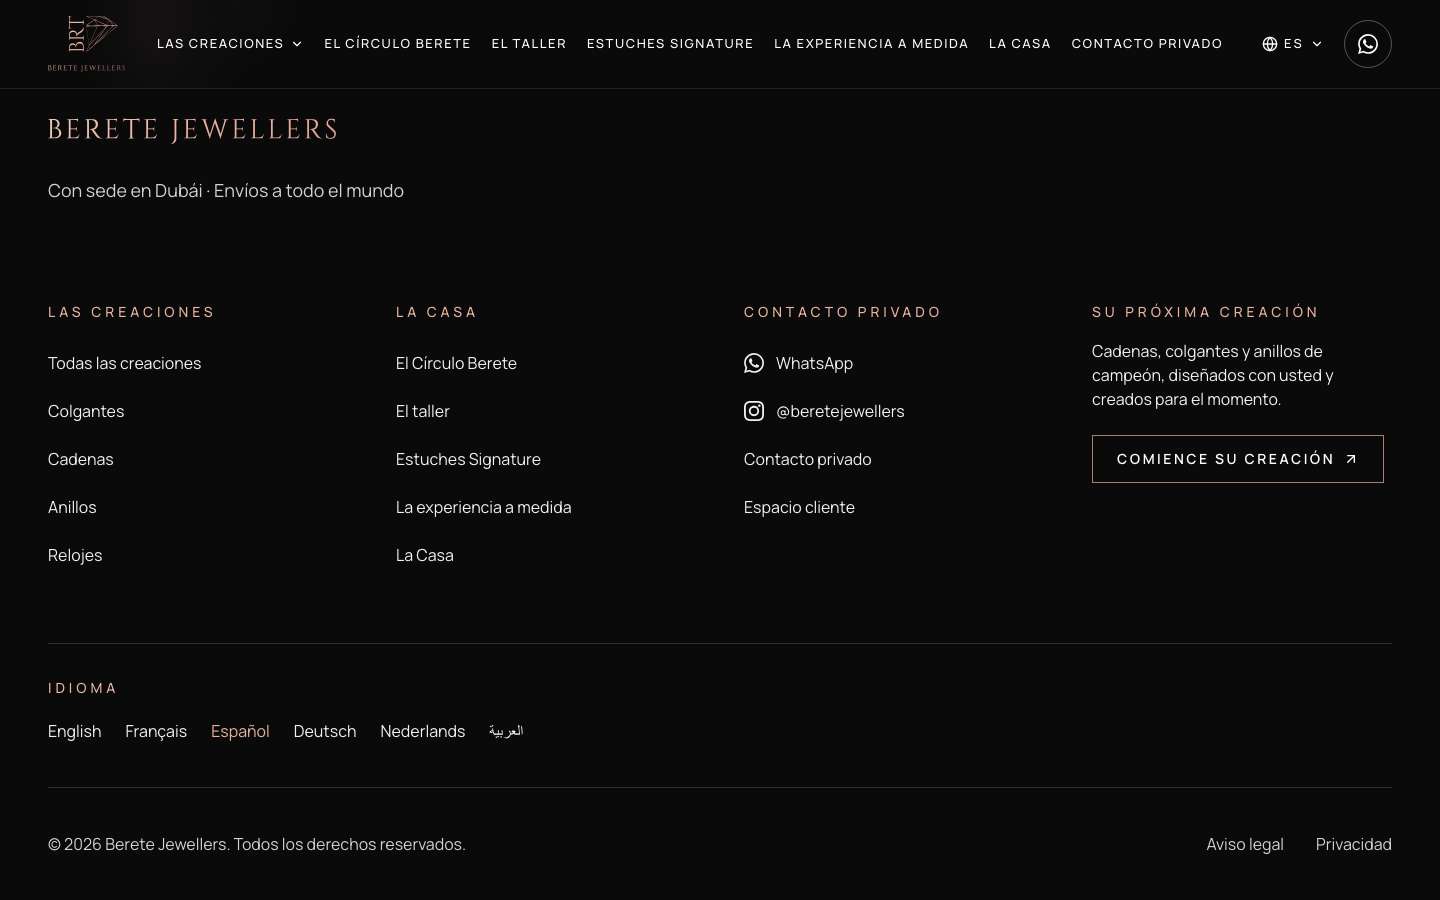 BRT
BERETE JEWELLERS
LAS CREACIONES
EL CÍRCULO BERETE
EL TALLER
ESTUCHES SIGNATURE
LA EXPERIENCIA A MEDIDA
LA CASA
CONTACTO PRIVADO
ES
BERETE JEWELLERS
Con sede en Dubái · Envíos a todo el mundo
LAS CREACIONES
Todas las creaciones
Colgantes
Cadenas
Anillos
Relojes
LA CASA
El Círculo Berete
El taller
Estuches Signature
La experiencia a medida
La Casa
CONTACTO PRIVADO
WhatsApp
@beretejewellers
Contacto privado
Espacio cliente
SU PRÓXIMA CREACIÓN
Cadenas, colgantes y anillos de
campeón, diseñados con usted y
creados para el momento.
COMIENCE SU CREACIÓN
IDIOMA
English Français Español Deutsch Nederlands العربية
© 2026 Berete Jewellers. Todos los derechos reservados.
Aviso legal Privacidad